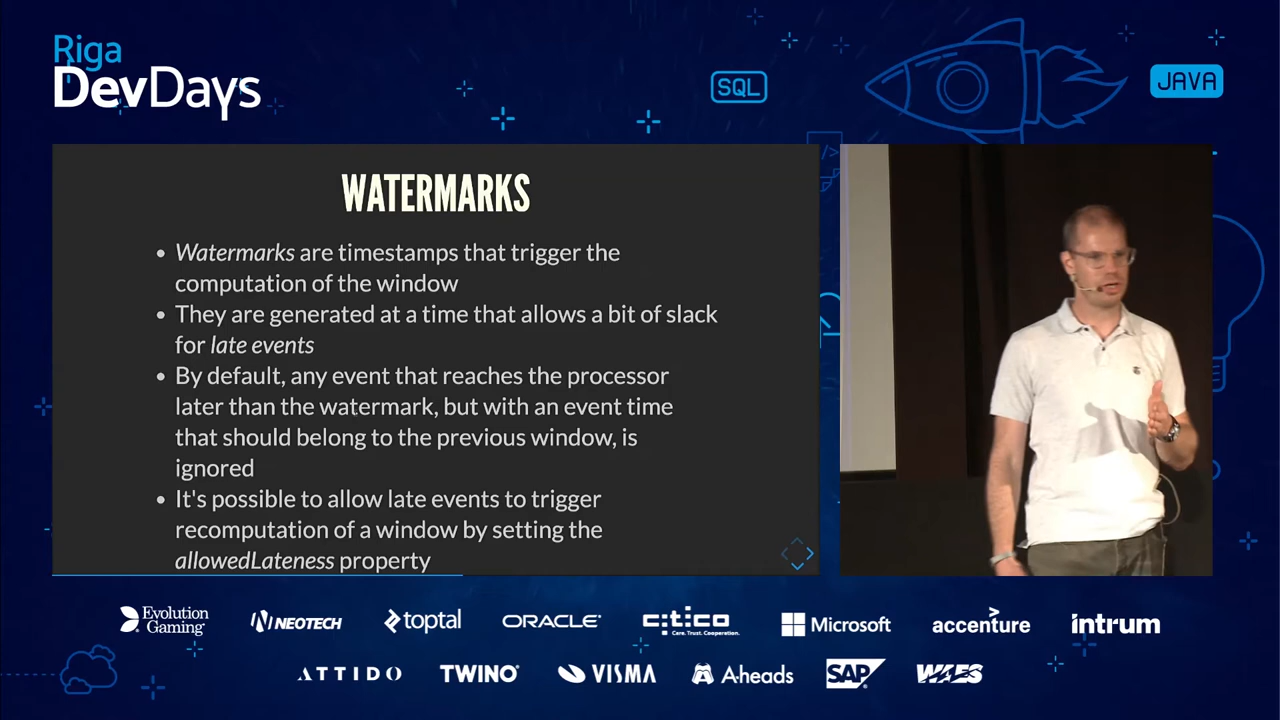 Riga
DevDays
SQL
JAVA
</>
WATERMARKS
• Watermarks are timestamps that trigger the
computation of the window
• They are generated at a time that allows a bit of slack
for late events
• By default, any event that reaches the processor
later than the watermark, but with an event time
that should belong to the previous window, is
ignored
• It's possible to allow late events to trigger
recomputation of a window by setting the
allowedLateness property
Evolution
Gaming
NEOTECH
toptal
ORACLE
citico
Care. Trust. Cooperation.
Microsoft
accenture
intrum
ATTIDO
TWINO
VISMA
A-heads
SAP
WAES